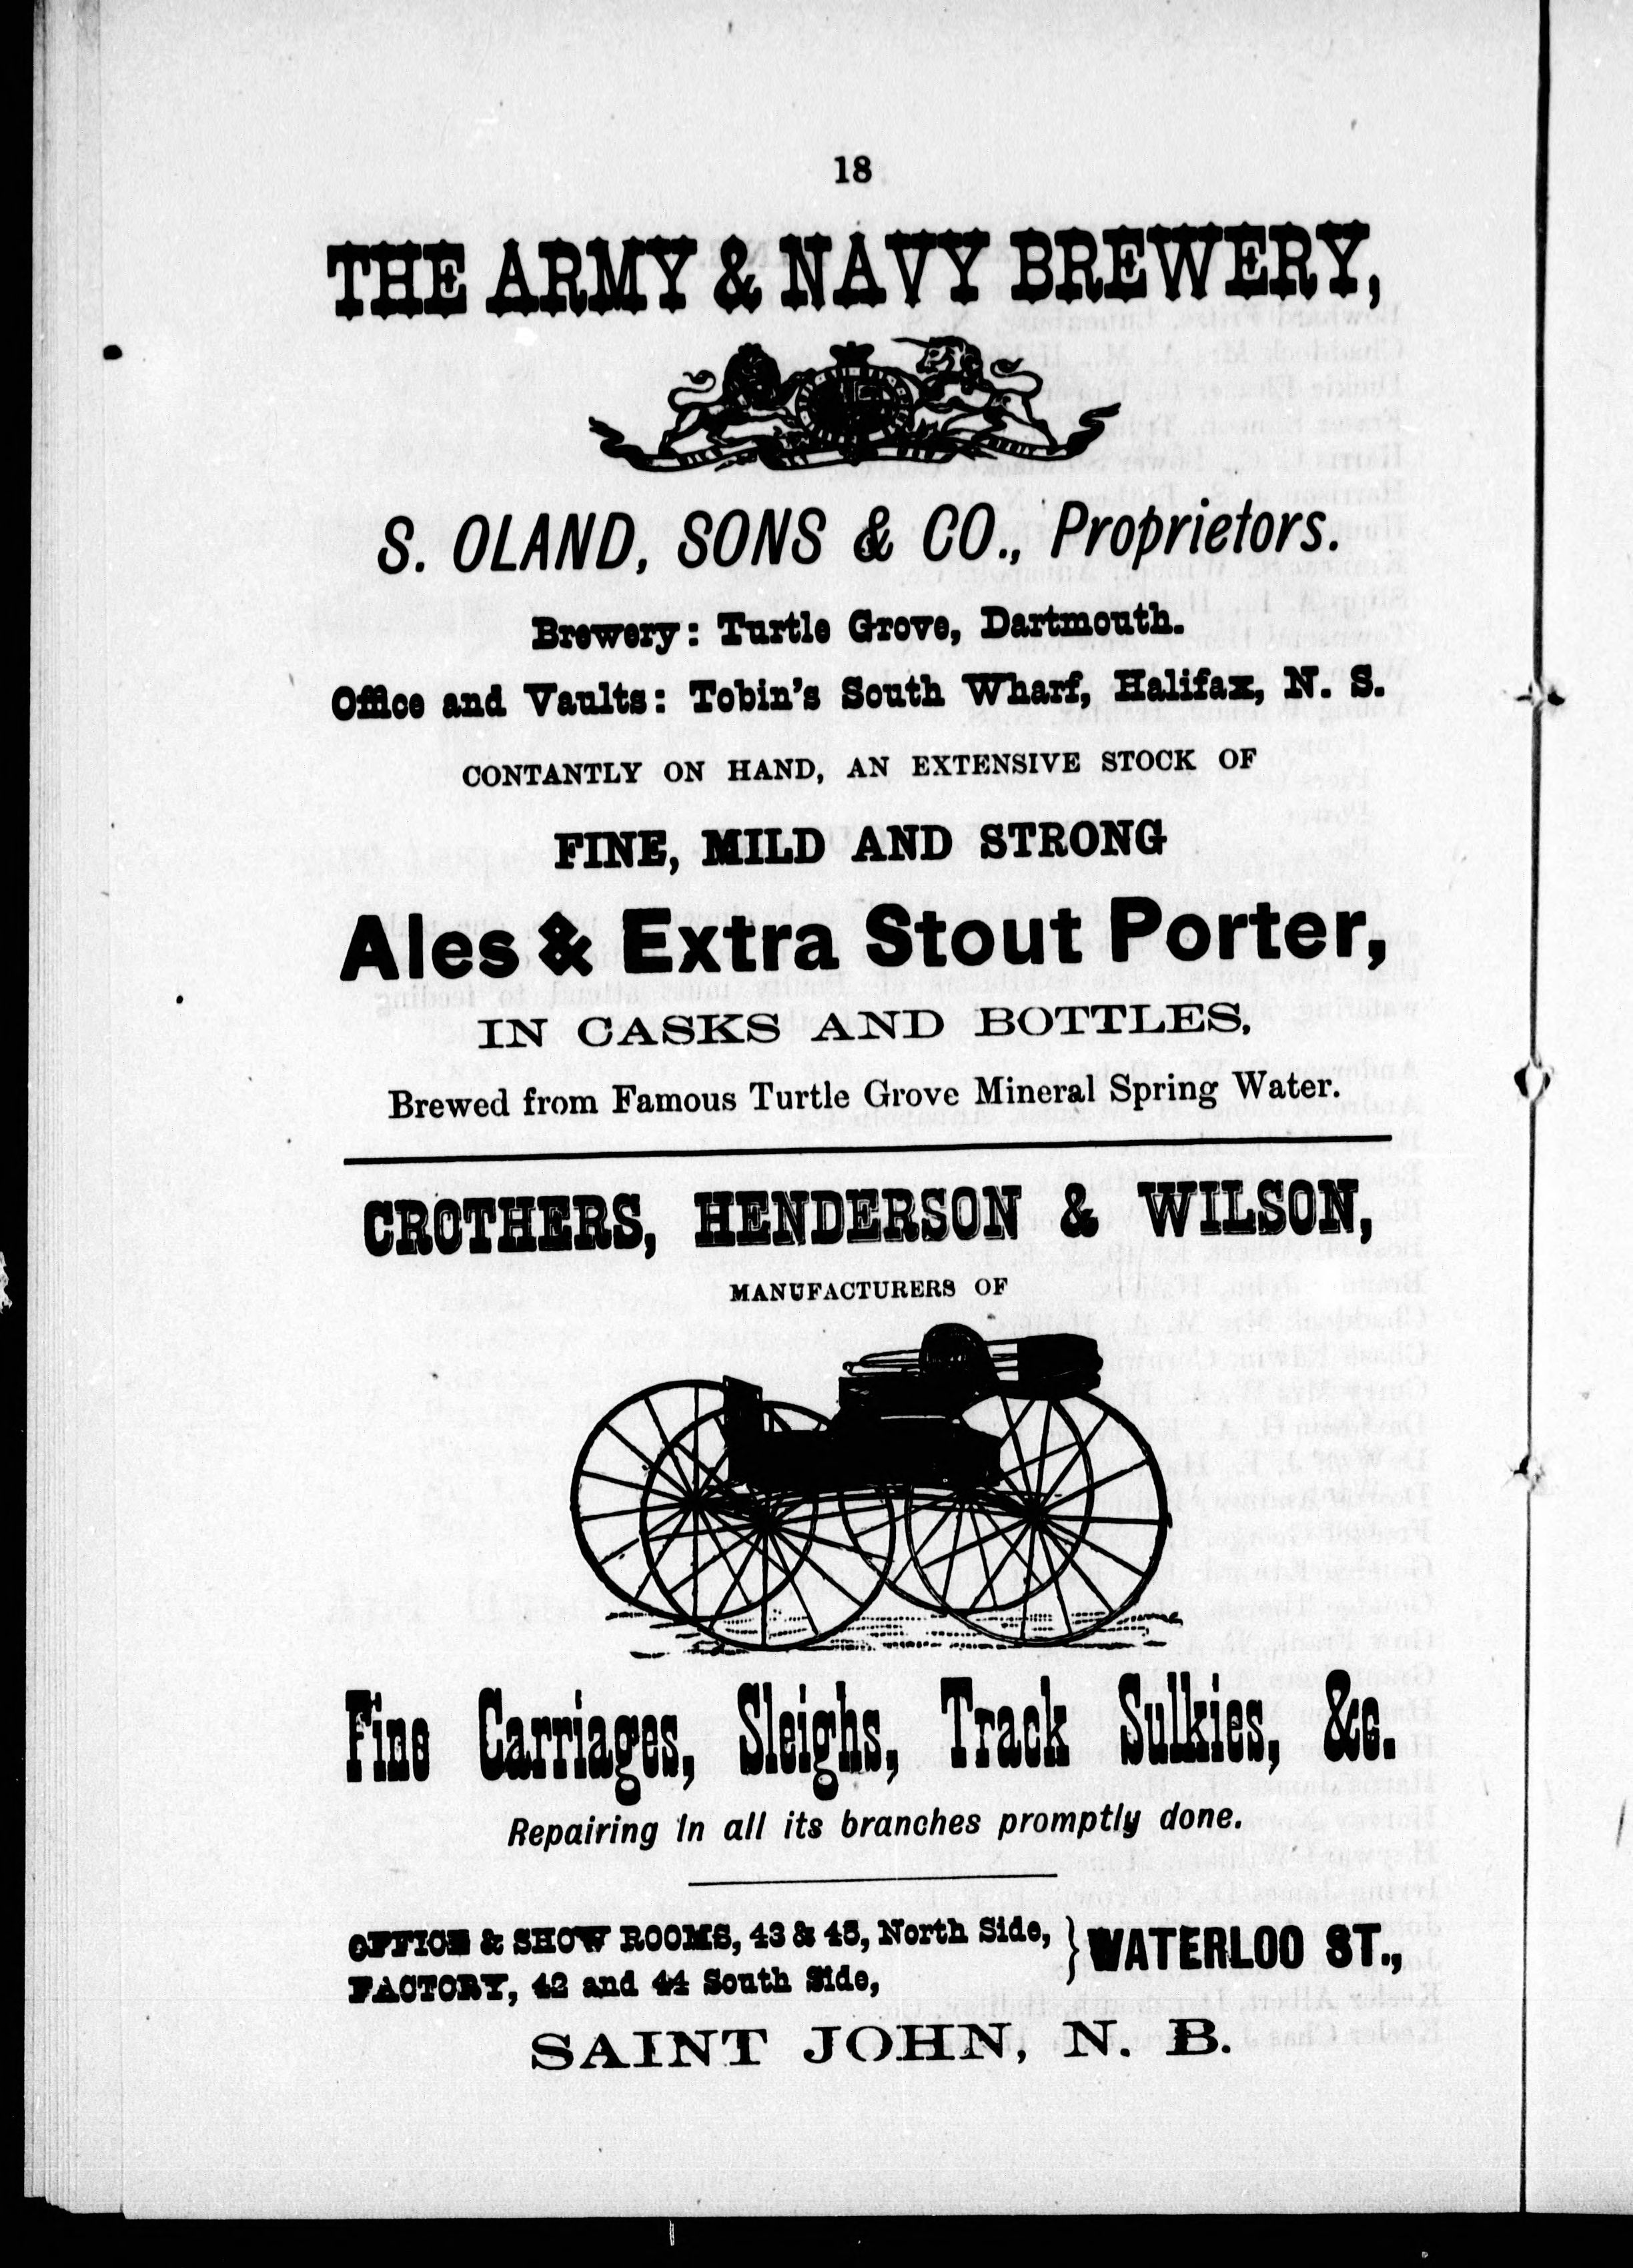 18
THE ARMY & NAVY BREWERY,
S. OLAND, SONS & CO., Proprietors.
Brewery: Turtle Grove, Dartmouth.
Office and Vaults: Tobin's South Wharf, Halifax, N. S.
CONTANTLY ON HAND, AN EXTENSIVE STOCK OF
FINE, MILD AND STRONG
Ales & Extra Stout Porter,
IN CASKS AND BOTTLES.
Brewed from Famous Turtle Grove Mineral Spring Water.
CROTHERS, HENDERSON & WILSON,
MANUFACTURERS OF
Fine Carriages, Sleighs, Track Sulkies, &c.
Repairing in all its branches promptly done.
OFFICE & SHOW ROOMS, 43 & 45, North Side, } WATERLOO ST.,
FACTORY, 42 and 44 South Side,
SAINT JOHN, N. B.